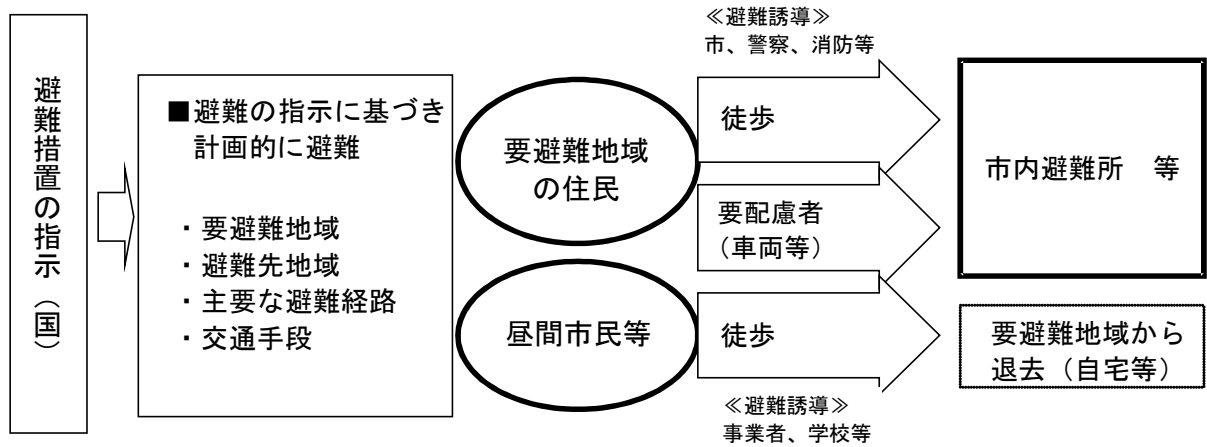 避難措置の指示（国）
■避難の指示に基づき
計画的に避難
・要避難地域
・避難先地域
・主要な避難経路
・交通手段
要避難地域
の住民
昼間市民等
≪避難誘導≫
市、警察、消防等
徒歩
要配慮者
（車両等）
徒歩
≪避難誘導≫
事業者、学校等
市内避難所　等
要避難地域から
退去（自宅等）